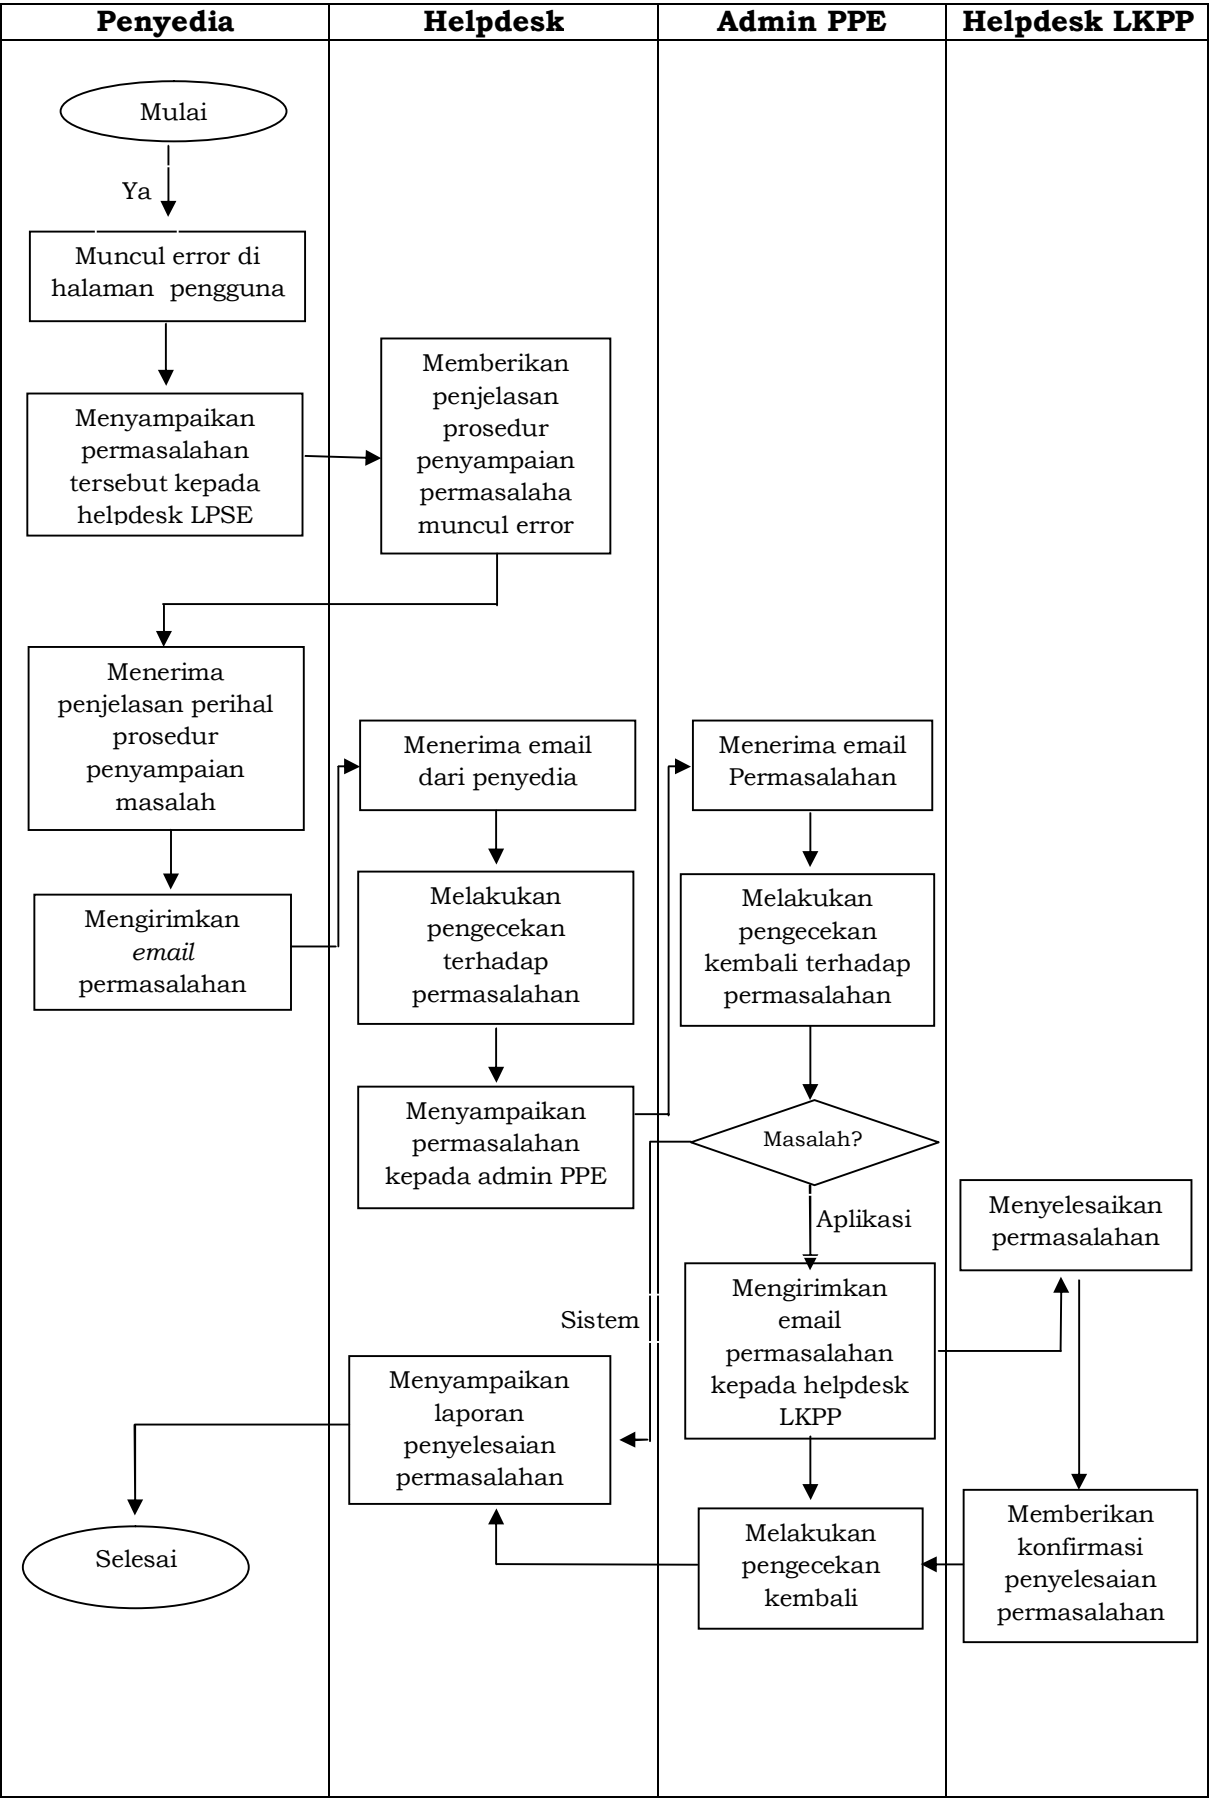 Penyedia
Helpdesk
Admin PPE
Helpdesk LKPP
Mulai
Ya
Muncul error di
halaman pengguna
Menyampaikan
permasalahan
tersebut kepada
helpdesk LPSE
Memberikan
penjelasan
prosedur
penyampaian
permasalaha
muncul error
Menerima
penjelasan perihal
prosedur
penyampaian
masalah
Mengirimkan
email
permasalahan
Menerima email
dari penyedia
Melakukan
pengecekan
terhadap
permasalahan
Menyampaikan
permasalahan
kepada admin PPE
Menerima email
Permasalahan
Melakukan
pengecekan
kembali terhadap
permasalahan
Masalah?
Aplikasi
Sistem
Mengirimkan
email
permasalahan
kepada helpdesk
LKPP
Menyelesaikan
permasalahan
Memberikan
konfirmasi
penyelesaian
permasalahan
Melakukan
pengecekan
kembali
Menyampaikan
laporan
penyelesaian
permasalahan
Selesai